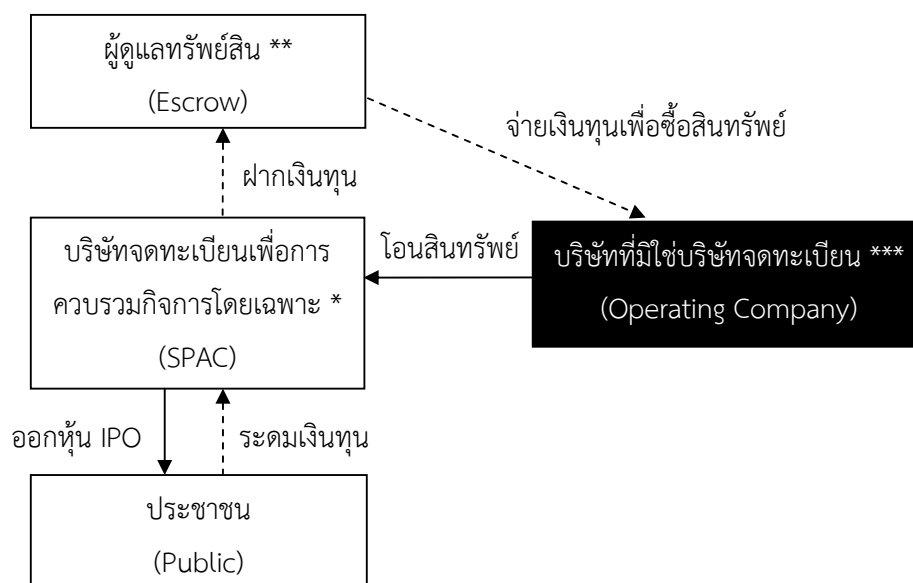 ผู้ดูแลทรัพย์สิน **
(Escrow)
จ่ายเงินทุนเพื่อซื้อสินทรัพย์
ฝากเงินทุน
บริษัทจดทะเบียนเพื่อการ
ควบรวมกิจการโดยเฉพาะ *
(SPAC)
โอนสินทรัพย์
บริษัทที่มิใช่บริษัทจดทะเบียน ***
(Operating Company)
ออกหุ้น IPO
ระดมเงินทุน
ประชาชน
(Public)